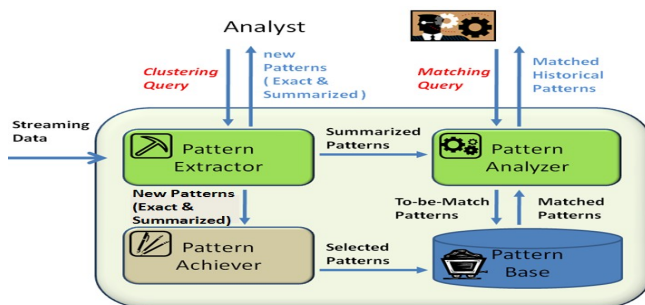 Analyst
Clustering
Query
new
Patterns
( Exact &
Summarized )
Matching
Query
Matched
Historical
Patterns
Streaming
Data
Pattern
Extractor
Summarized
Patterns
Pattern
Analyzer
New Patterns
(Exact &
Summarized)
To-be-Match
Patterns
Matched
Patterns
Pattern
Achiever
Selected
Patterns
Pattern
Base